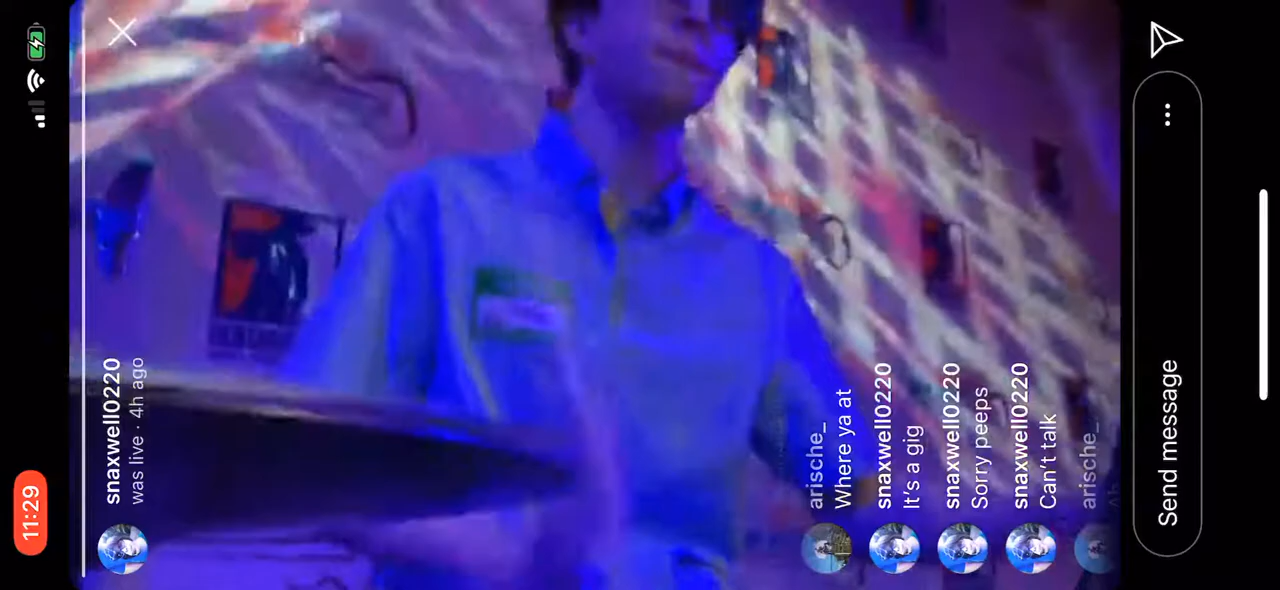 11:29
snaxwell0220
was live · 4h ago
arische_
Where ya at
snaxwell0220
It's a gig
snaxwell0220
Sorry peeps
snaxwell0220
Can't talk
arische_
Send message